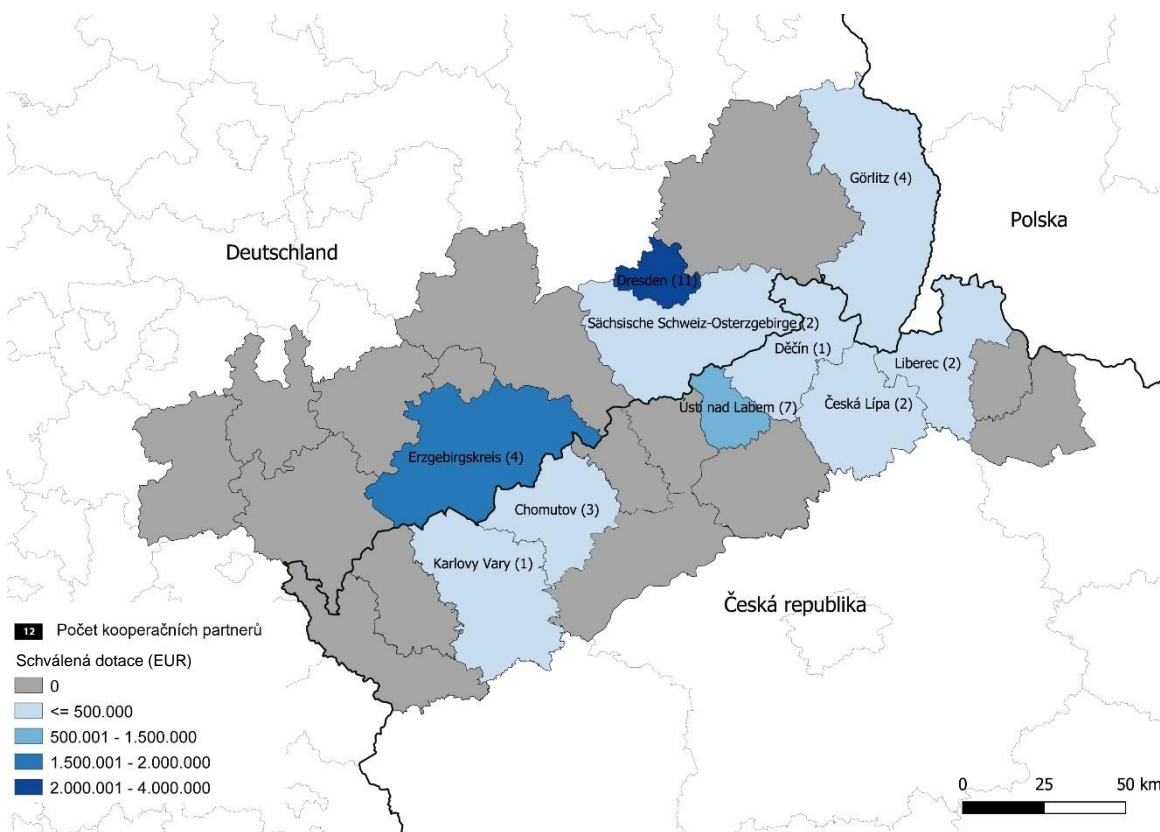 Görlitz (4)
Polska
Deutschland
Dresden (11)
Sächsische Schweiz-Osterzgebirge (2)
Děčín (1)
Liberec (2)
Ústí nad Labem (7)
Česká Lípa (2)
Erzgebirgskreis (4)
Chomutov (3)
Karlovy Vary (1)
Česká republika
12 Počet kooperačních partnerů
Schválená dotace (EUR)
0
<= 500.000
500.001 - 1.500.000
1.500.001 - 2.000.000
2.000.001 - 4.000.000
0 25 50 km